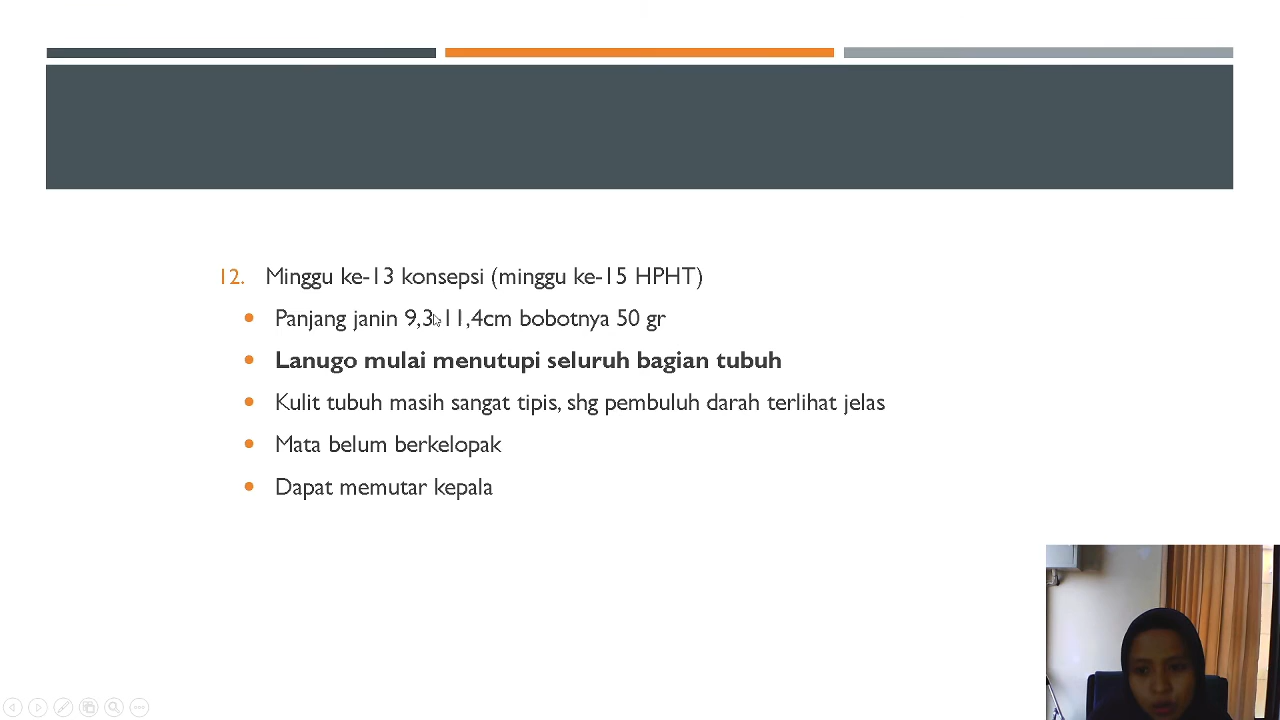 12. Minggu ke-13 konsepsi (minggu ke-15 HPHT)
• Panjang janin 9,3-11,4cm bobotnya 50 gr
• Lanugo mulai menutupi seluruh bagian tubuh
• Kulit tubuh masih sangat tipis, shg pembuluh darah terlihat jelas
• Mata belum berkelopak
• Dapat memutar kepala